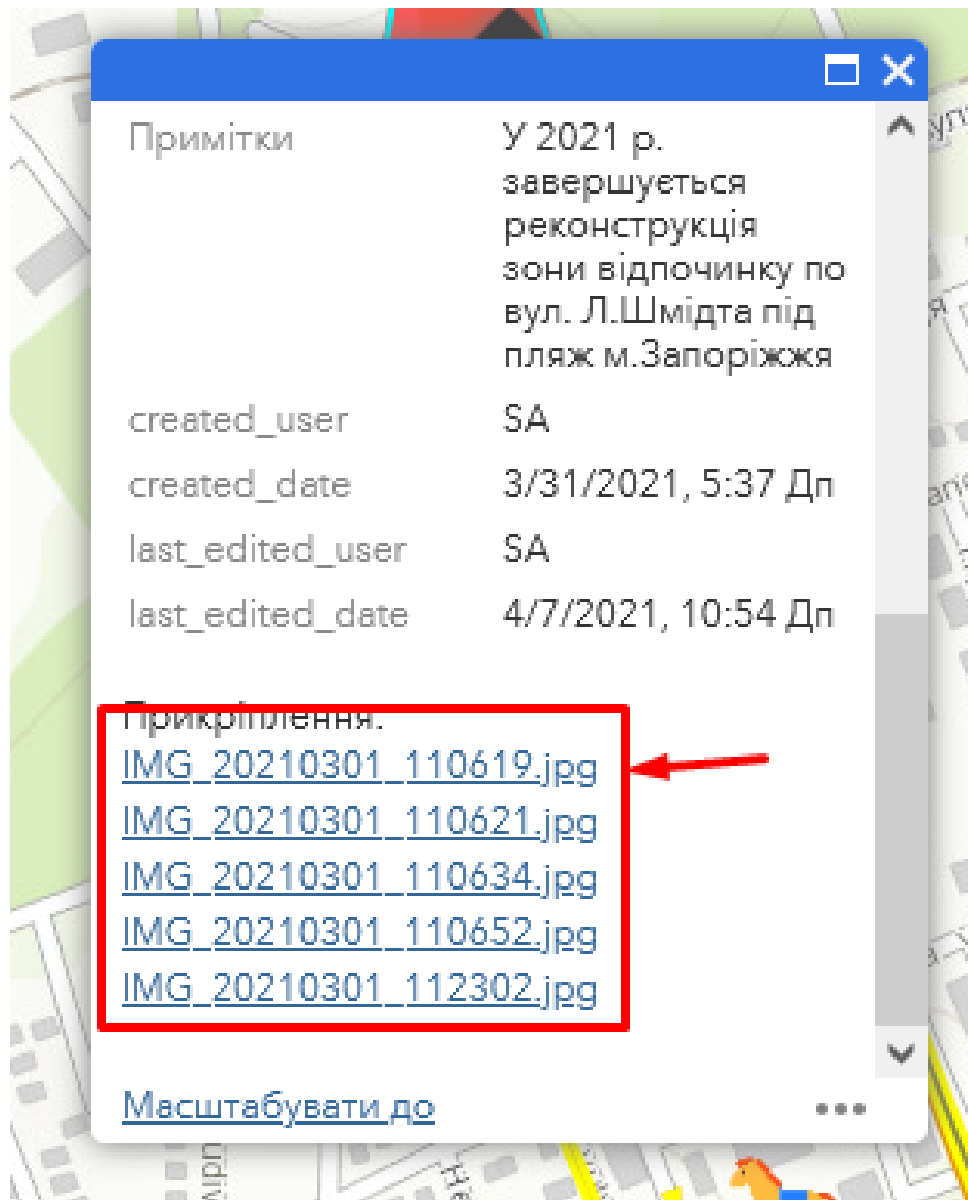 Примітки
У 2021 р.
завершується
реконструкція
зони відпочинку по
вул. Л.Шмідта під
пляж м.Запоріжжя
created_user
SA
created_date
3/31/2021, 5:37 Дп
last_edited_user
SA
last_edited_date
4/7/2021, 10:54 Дп
Прикріплення:
IMG_20210301_110619.jpg
IMG_20210301_110621.jpg
IMG_20210301_110634.jpg
IMG_20210301_110652.jpg
IMG_20210301_112302.jpg
Масштабувати до